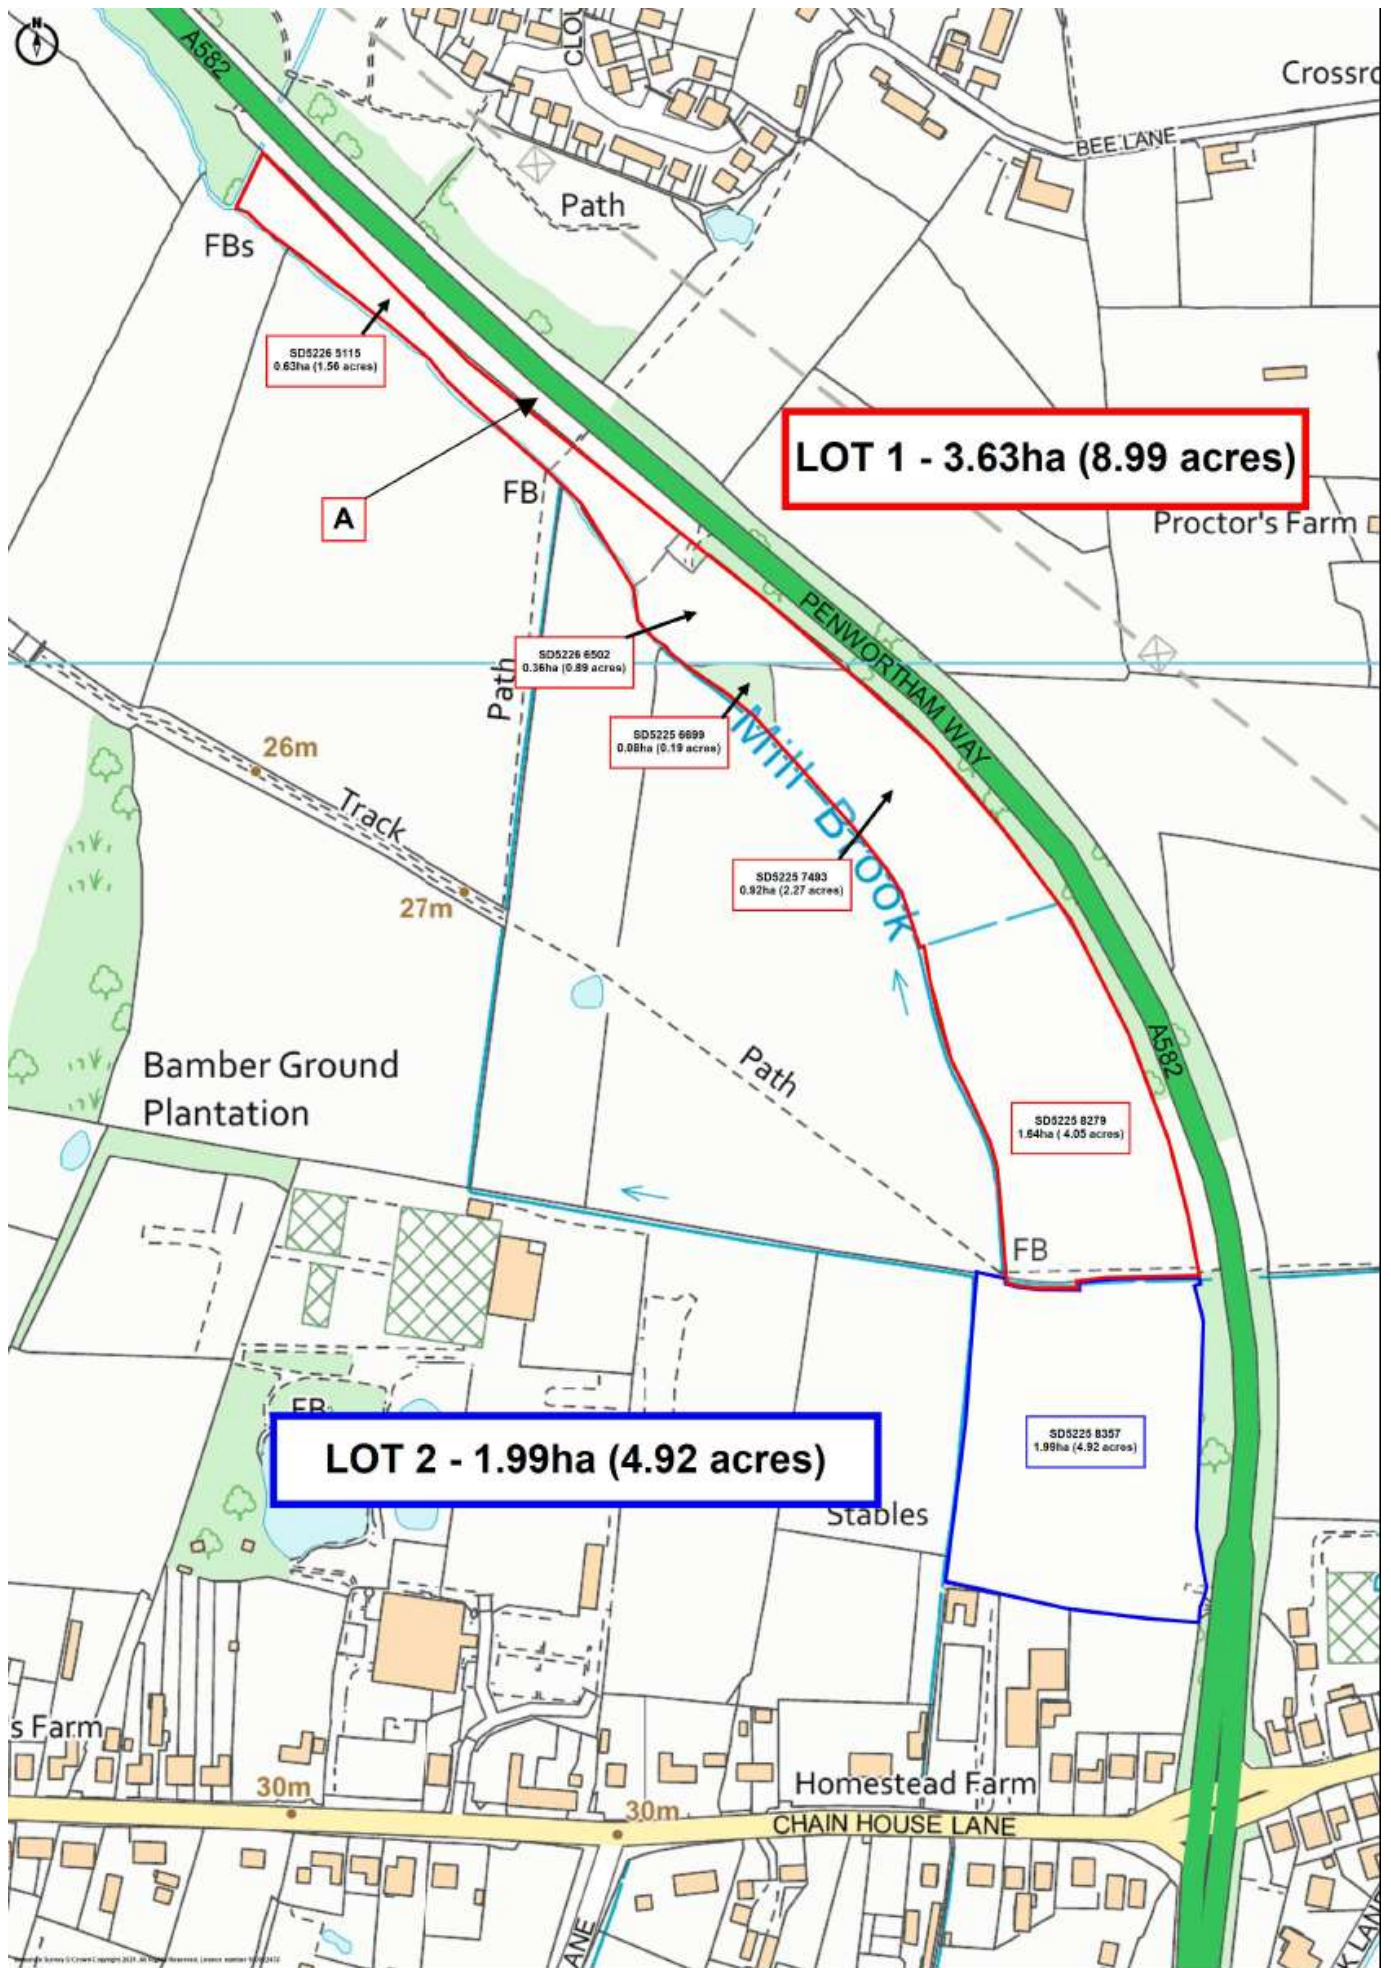 N
A582
CLOU
Crossro
BEE LANE
Path
FBs
SD5226 5115
0.63ha (1.56 acres)
LOT 1 - 3.63ha (8.99 acres)
A
FB
Proctor's Farm
PENWORTHAM WAY
SD5226 6502
0.36ha (0.89 acres)
Path
SD5225 6699
0.08ha (0.19 acres)
Mill Brook
26m
Track
SD5225 7493
0.92ha (2.27 acres)
27m
A582
Bamber Ground
Plantation
Path
SD5225 8279
1.64ha ( 4.05 acres)
FB
FB
LOT 2 - 1.99ha (4.92 acres)
SD5225 8357
1.99ha (4.92 acres)
Stables
s Farm
30m
30m
Homestead Farm
CHAIN HOUSE LANE
ANE
K LANE